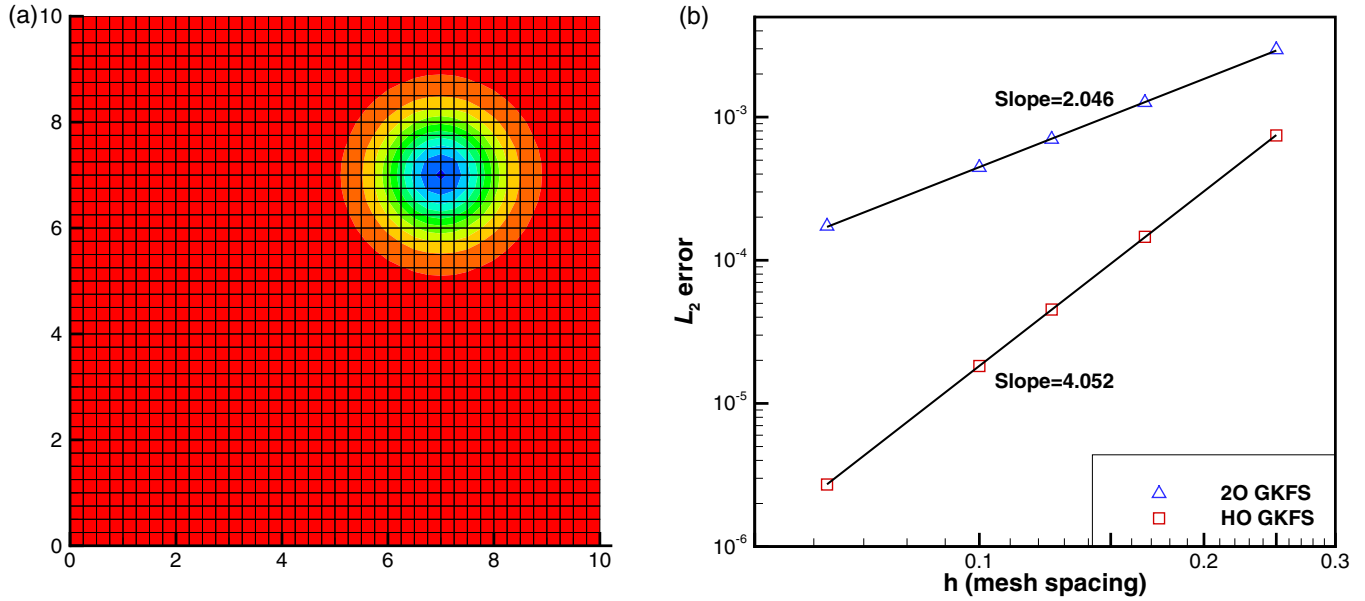 (a)
10
8
6
4
2
0
0 2 4 6 8 10
(b)
10⁻³
10⁻⁴
10⁻⁵
10⁻⁶
L₂ error
Slope=2.046
Slope=4.052
2O GKFS
HO GKFS
0.1 0.2 0.3
h (mesh spacing)